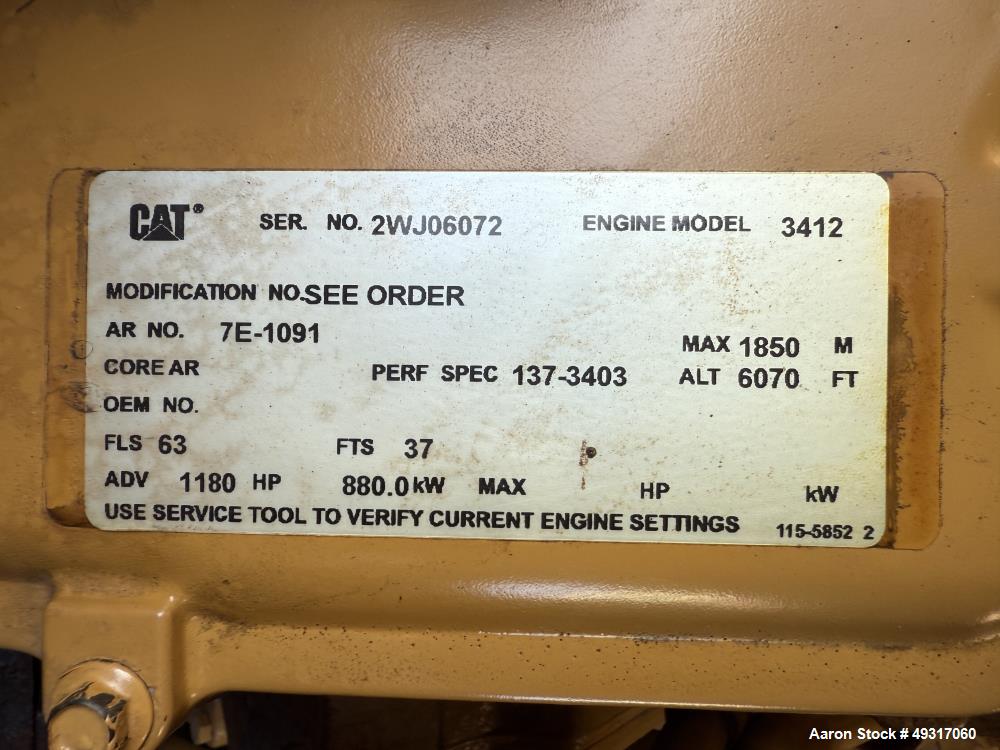 CAT® SER. NO. 2WJ06072 ENGINE MODEL 3412
MODIFICATION NO. SEE ORDER
AR NO. 7E-1091 MAX 1850 M
CORE AR PERF SPEC 137-3403 ALT 6070 FT
OEM NO.
FLS 63 FTS 37
ADV 1180 HP 880.0 kW MAX HP kW
USE SERVICE TOOL TO VERIFY CURRENT ENGINE SETTINGS 115-5852 2
Aaron Stock # 49317060